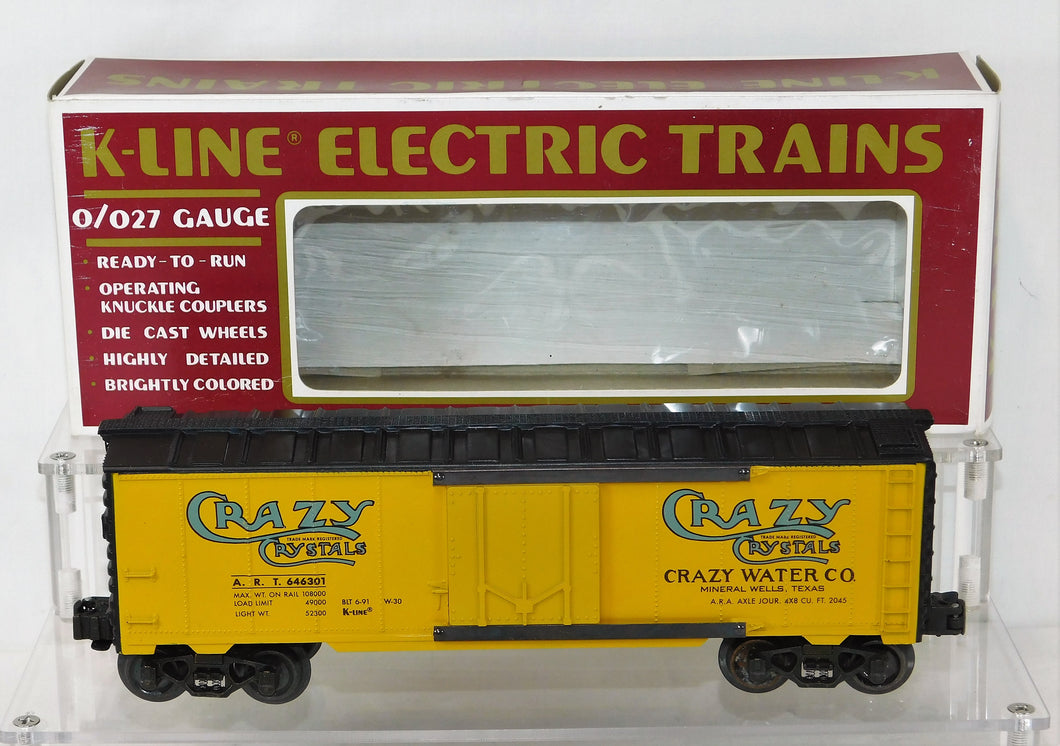 K-LINE ELECTRIC TRAINS
K-LINE® ELECTRIC TRAINS
O/O27 GAUGE
• READY-TO-RUN
• OPERATING
KNUCKLE COUPLERS
• DIE CAST WHEELS
• HIGHLY DETAILED
• BRIGHTLY COLORED
CRAZY
TRADE MARK REGISTERED
CRYSTALS
A. R. T. 646301
MAX. WT. ON RAIL 108000
LOAD LIMIT 49000 BLT 6-91 W-30
LIGHT WT. 52300 K-LINE®
CRAZY
TRADE MARK REGISTERED
CRYSTALS
CRAZY WATER CO.
MINERAL WELLS, TEXAS
A.R.A. AXLE JOUR. 4X8 CU. FT. 2045